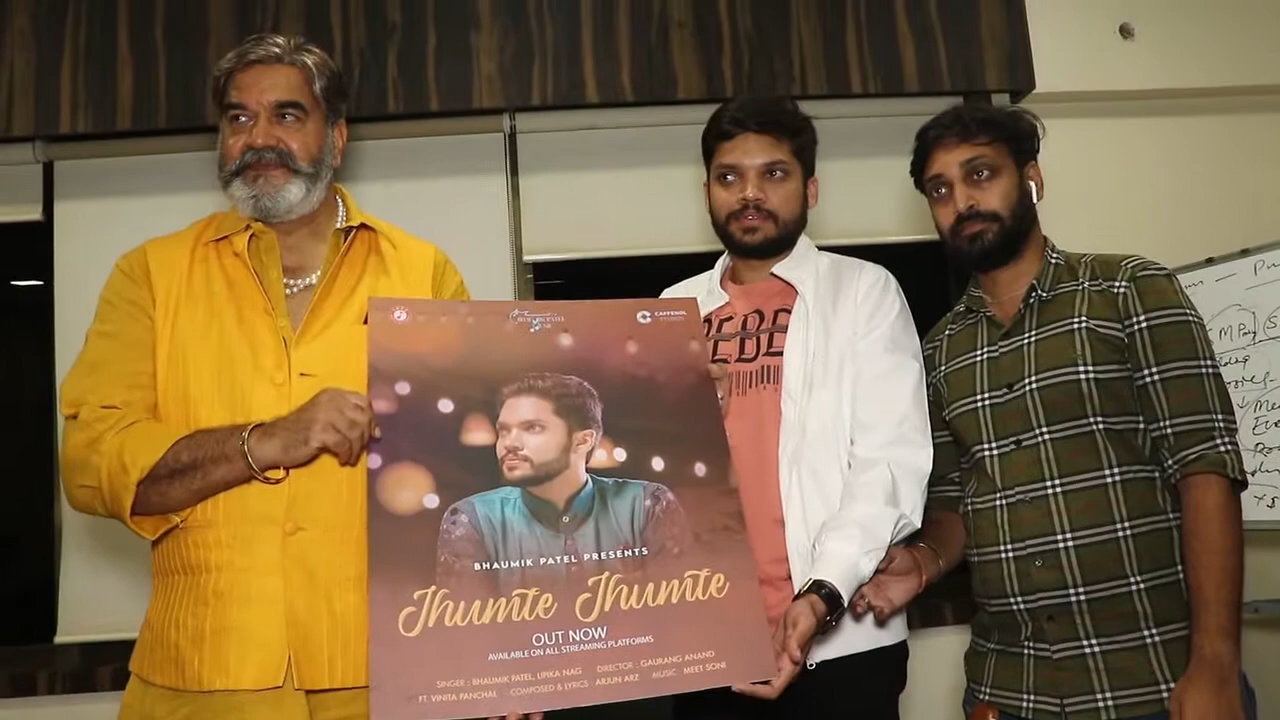 CAFFENOL
REBE
BHAUMIK PATEL PRESENTS
Jhumte Jhumte
OUT NOW
AVAILABLE ON ALL STREAMING PLATFORMS
SINGER : BHAUMIK PATEL, LIPIKA NAG DIRECTOR : GAURANG ANAND
FT. VINITA PANCHAL COMPOSED & LYRICS : ARJUN ARZ MUSIC : MEET SONI